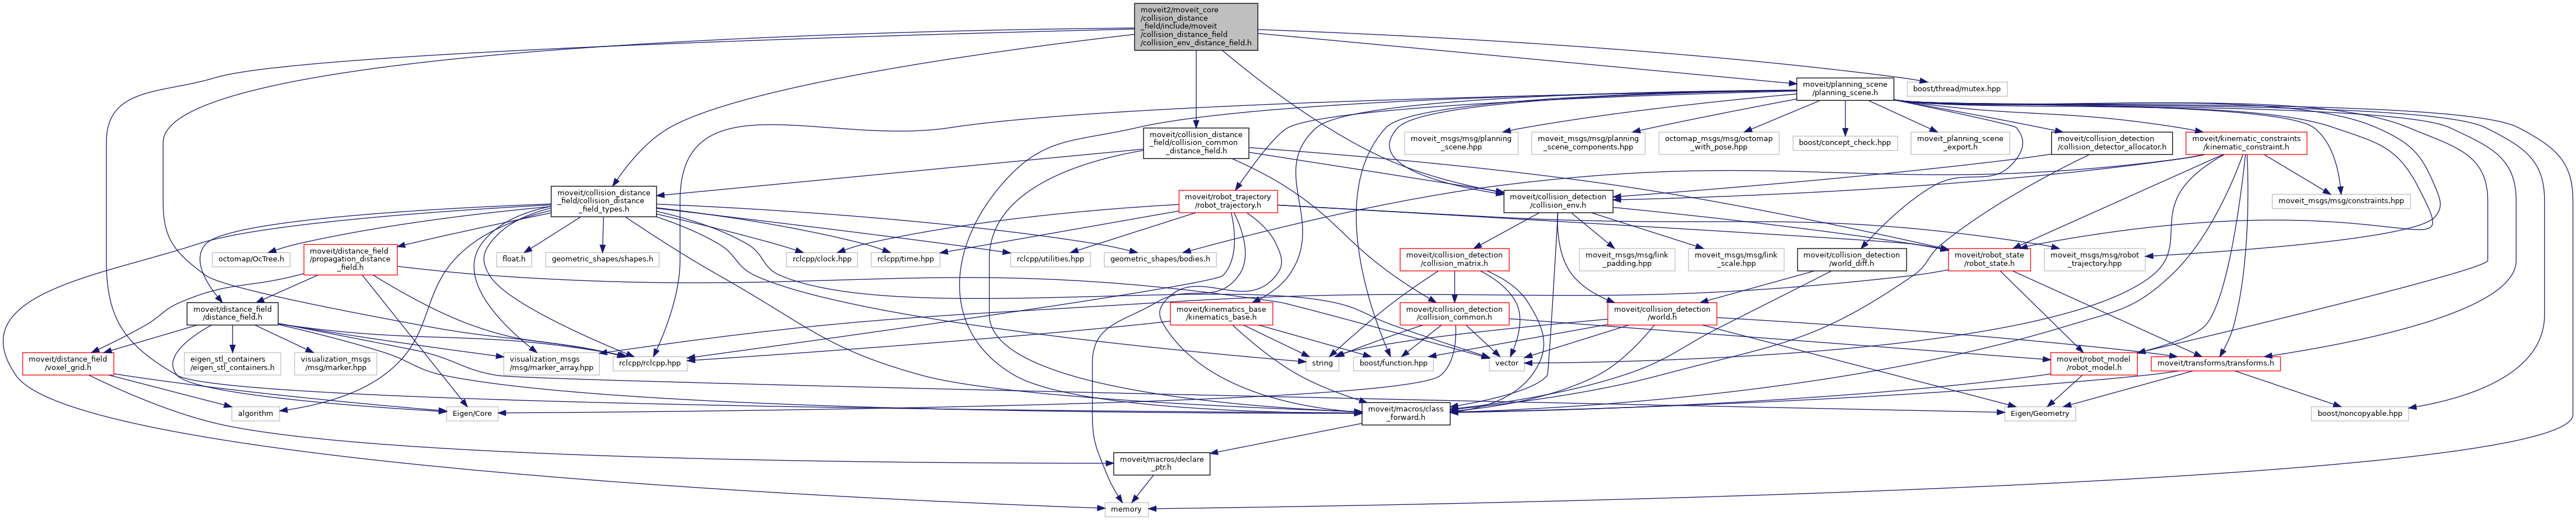 moveit2/moveit_core
/collision_distance
_field/include/moveit
/collision_distance_field
/collision_env_distance_field.h
moveit/planning_scene
/planning_scene.h
boost/thread/mutex.hpp
moveit/collision_distance
_field/collision_common
_distance_field.h
moveit_msgs/msg/planning
_scene.hpp
moveit_msgs/msg/planning
_scene_components.hpp
octomap_msgs/msg/octomap
_with_pose.hpp
boost/concept_check.hpp
moveit_planning_scene
_export.h
moveit/collision_detection
/collision_detector_allocator.h
moveit/kinematic_constraints
/kinematic_constraint.h
moveit/collision_distance
_field/collision_distance
_field_types.h
moveit/robot_trajectory
/robot_trajectory.h
moveit/collision_detection
/collision_env.h
moveit_msgs/msg/constraints.hpp
octomap/OcTree.h
moveit/distance_field
/propagation_distance
_field.h
float.h
geometric_shapes/shapes.h
rclcpp/clock.hpp
rclcpp/time.hpp
rclcpp/utilities.hpp
geometric_shapes/bodies.h
moveit/collision_detection
/collision_matrix.h
moveit_msgs/msg/link
_padding.hpp
moveit_msgs/msg/link
_scale.hpp
moveit/collision_detection
/world_diff.h
moveit/robot_state
/robot_state.h
moveit_msgs/msg/robot
_trajectory.hpp
moveit/distance_field
/distance_field.h
moveit/kinematics_base
/kinematics_base.h
moveit/collision_detection
/collision_common.h
moveit/collision_detection
/world.h
moveit/distance_field
/voxel_grid.h
eigen_stl_containers
/eigen_stl_containers.h
visualization_msgs
/msg/marker.hpp
visualization_msgs
/msg/marker_array.hpp
rclcpp/rclcpp.hpp
string
boost/function.hpp
vector
moveit/robot_model
/robot_model.h
moveit/transforms/transforms.h
algorithm
Eigen/Core
moveit/macros/class
_forward.h
Eigen/Geometry
boost/noncopyable.hpp
moveit/macros/declare
_ptr.h
memory